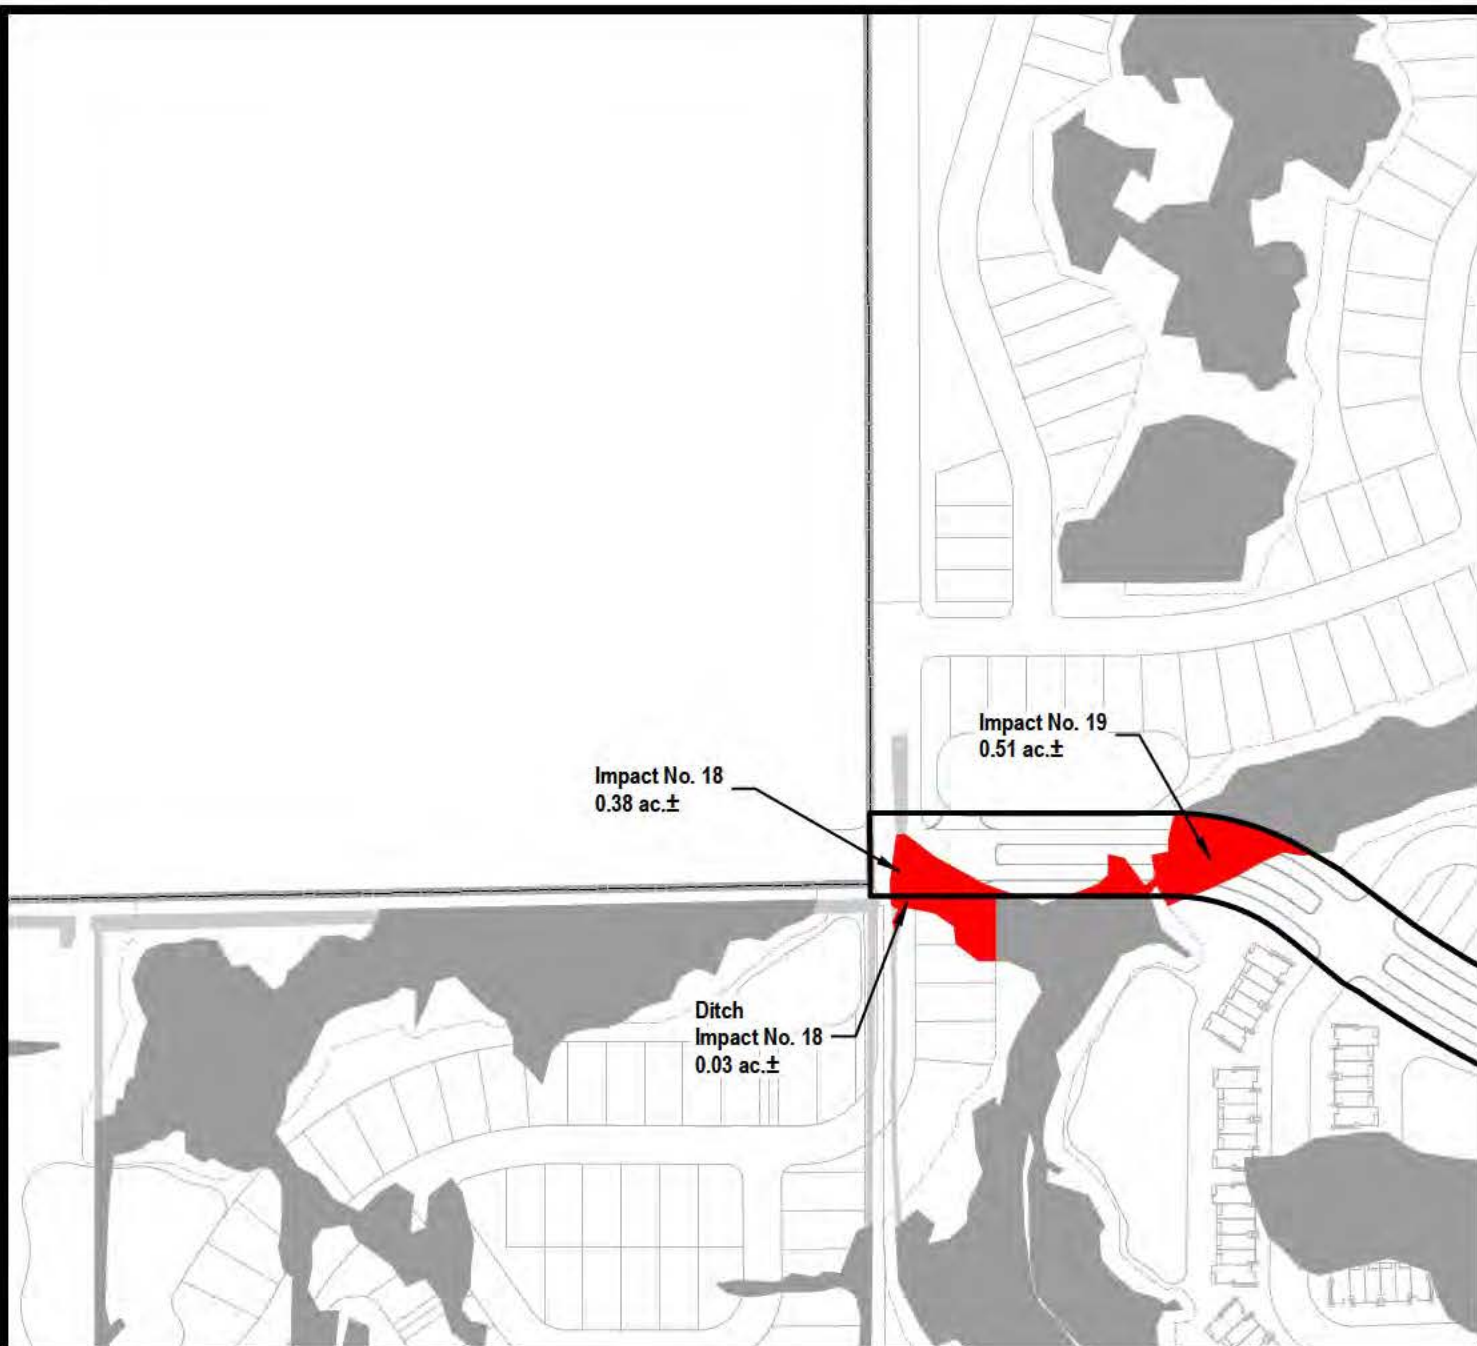 Impact No. 19
0.51 ac.±
Impact No. 18
0.38 ac.±
Ditch
Impact No. 18
0.03 ac.±